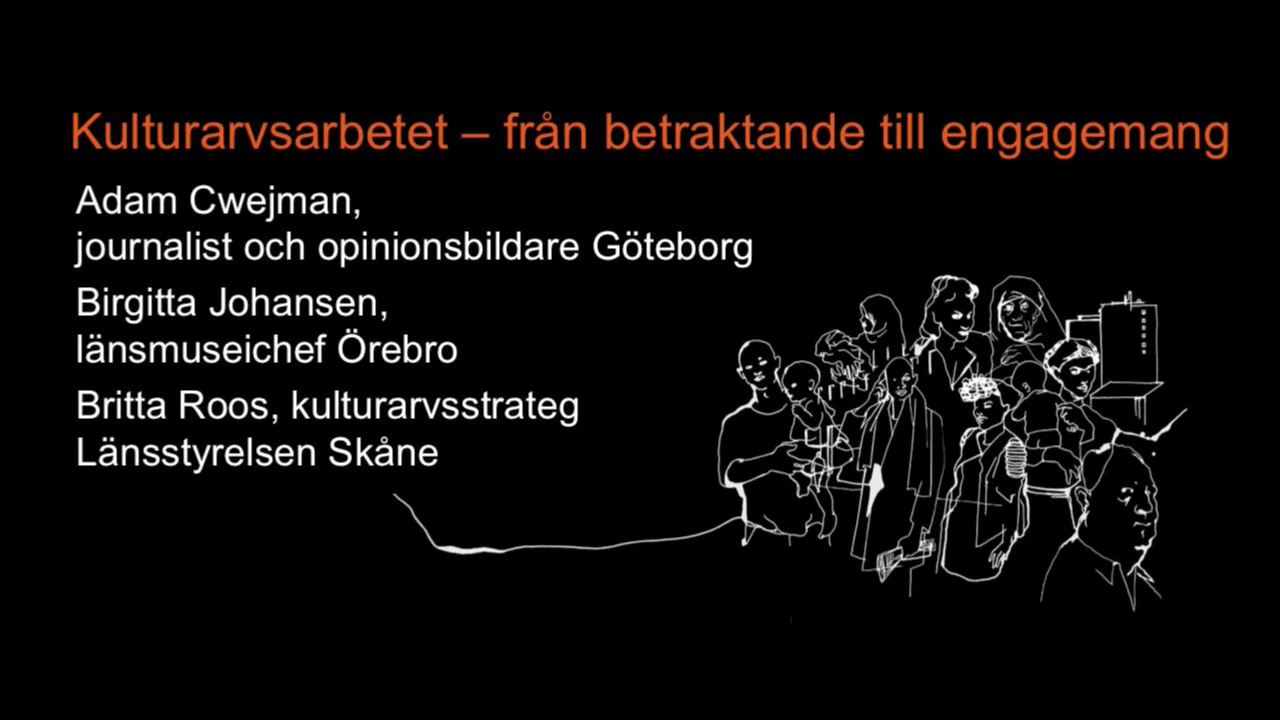 Kulturarvsarbetet – från betraktande till engagemang
Adam Cwejman,
journalist och opinionsbildare Göteborg
Birgitta Johansen,
länsmuseichef Örebro
Britta Roos, kulturarvsstrateg
Länsstyrelsen Skåne